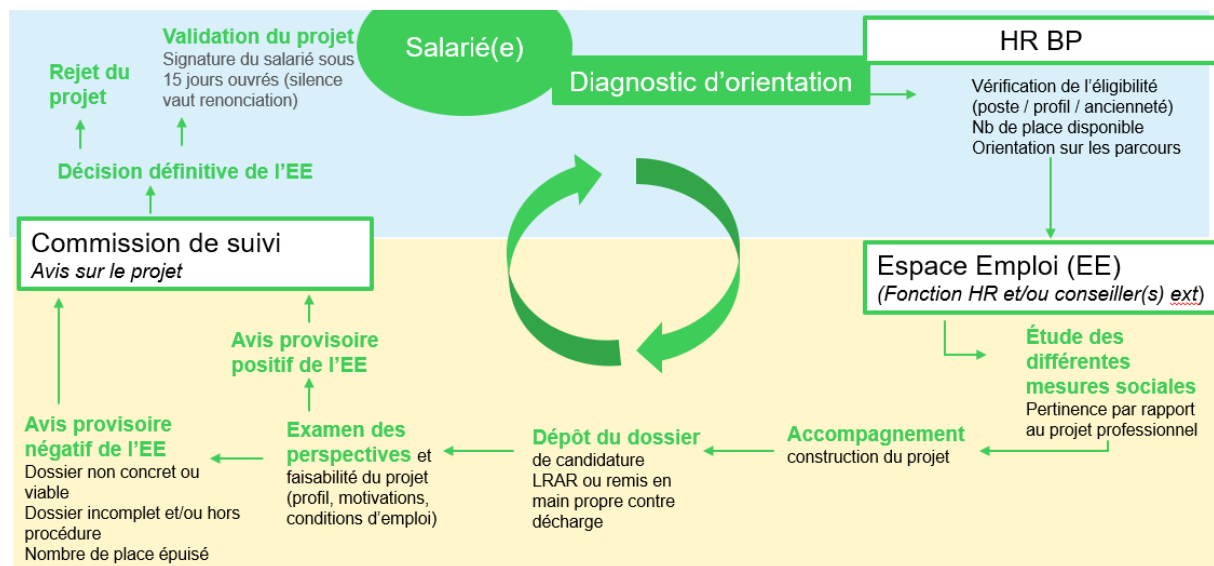 Salarié(e)
Diagnostic d'orientation
HR BP
Vérification de l'éligibilité
(poste / profil / ancienneté)
Nb de place disponible
Orientation sur les parcours
Espace Emploi (EE)
(Fonction HR et/ou conseiller(s) ext)
Étude des
différentes
mesures sociales
Pertinence par rapport
au projet professionnel
Accompagnement
construction du projet
Dépôt du dossier
de candidature
LRAR ou remis en
main propre contre
décharge
Examen des
perspectives et
faisabilité du projet
(profil, motivations,
conditions d'emploi)
Avis provisoire
positif de l'EE
Avis provisoire
négatif de l'EE
Dossier non concret ou
viable
Dossier incomplet et/ou hors
procédure
Nombre de place épuisé
Commission de suivi
Avis sur le projet
Décision définitive de l'EE
Rejet du
projet
Validation du projet
Signature du salarié sous
15 jours ouvrés (silence
vaut renonciation)